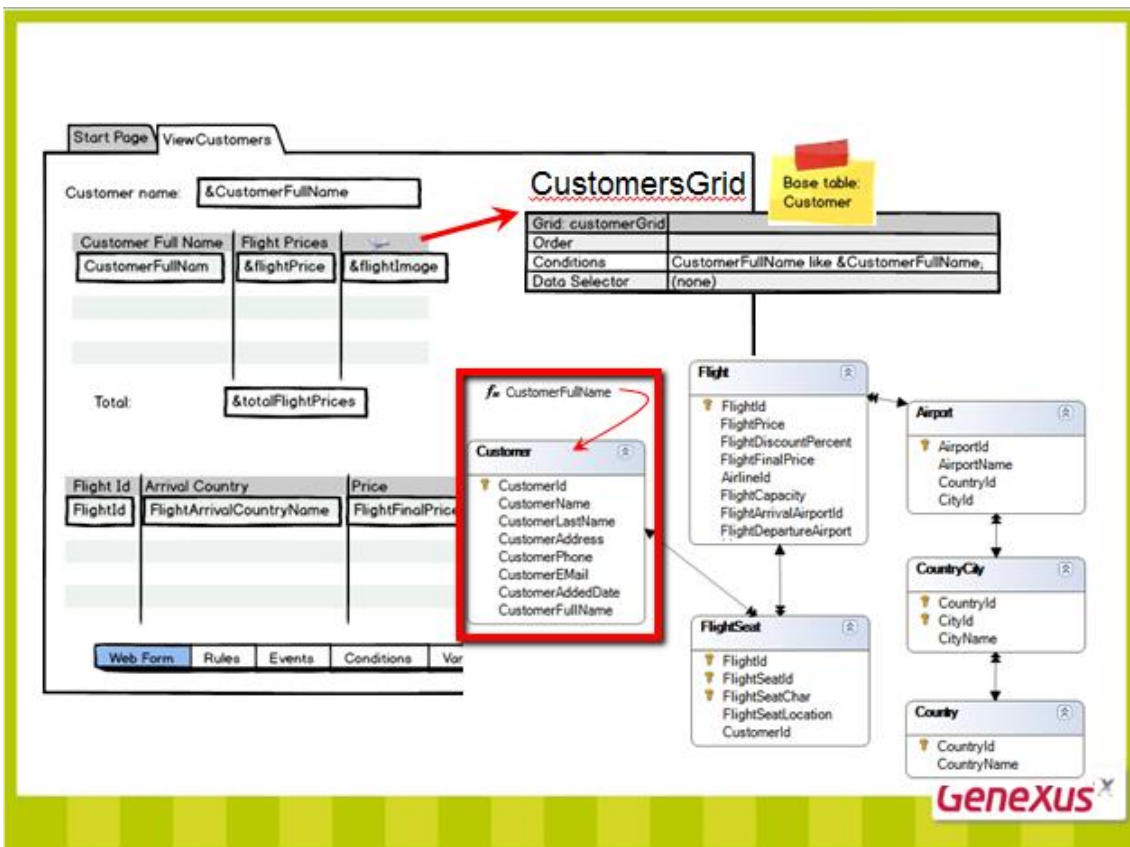 Start Page
ViewCustomers
Customer name:
&CustomerFullName
Customer Full Name
Flight Prices
CustomerFullNam
&flightPrice
&flightImage
Total:
&totalFlightPrices
CustomersGrid
Base table:
Customer
Grid: customerGrid
Order
Conditions
CustomerFullName like &CustomerFullName;
Data Selector
(none)
Flight Id
Arrival Country
Price
FlightId
FlightArrivalCountryName
FlightFinalPrice
Web Form
Rules
Events
Conditions
Var
fx CustomerFullName
Customer
CustomerId
CustomerName
CustomerLastName
CustomerAddress
CustomerPhone
CustomerEMail
CustomerAddedDate
CustomerFullName
Flight
FlightId
FlightPrice
FlightDiscountPercent
FlightFinalPrice
AirlineId
FlightCapacity
FlightArrivalAirportId
FlightDepartureAirport
FlightSeat
FlightId
FlightSeatId
FlightSeatChar
FlightSeatLocation
CustomerId
Airport
AirportId
AirportName
CountryId
CityId
CountryCity
CountryId
CityId
CityName
Country
CountryId
CountryName
GeneXus X